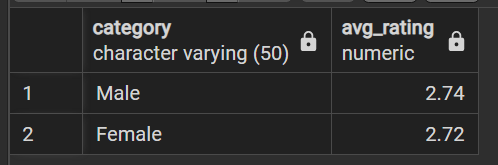 category avg_rating
character varying (50) numeric
1 Male 2.74
2 Female 2.72